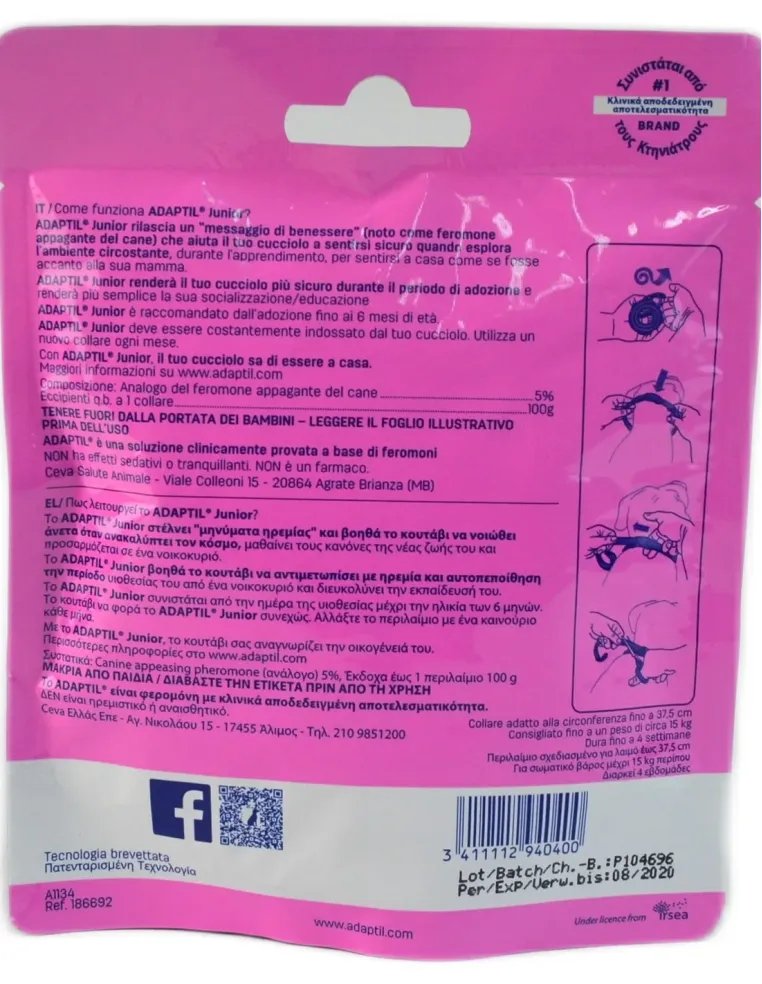 Συνιστάται από
#1
Κλινικά αποδεδειγμένη
αποτελεσματικότητα
BRAND
τους Κτηνιάτρους
IT / Come funziona ADAPTIL® Junior?
ADAPTIL® Junior rilascia un "messaggio di benessere" (noto come feromone
appagante del cane) che aiuta il tuo cucciolo a sentirsi sicuro quando esplora
l'ambiente circostante, durante l'apprendimento, per sentirsi a casa come se fosse
accanto alla sua mamma.
ADAPTIL® Junior renderà il tuo cucciolo più sicuro durante il periodo di adozione e
renderà più semplice la sua socializzazione/educazione
ADAPTIL® Junior è raccomandato dall'adozione fino ai 6 mesi di età.
ADAPTIL® Junior deve essere costantemente indossato dal tuo cucciolo. Utilizza un
nuovo collare ogni mese.
Con ADAPTIL® Junior, il tuo cucciolo sa di essere a casa.
Maggiori informazioni su www.adaptil.com
Composizione: Analogo del feromone appagante del cane 5%
Eccipienti q.b. a 1 collare 100g
TENERE FUORI DALLA PORTATA DEI BAMBINI – LEGGERE IL FOGLIO ILLUSTRATIVO
PRIMA DELL'USO
ADAPTIL® è una soluzione clinicamente provata a base di feromoni
NON ha effetti sedativi o tranquillanti. NON è un farmaco.
Ceva Salute Animale - Viale Colleoni 15 - 20864 Agrate Brianza (MB)
EL/ Πως λειτουργεί το ADAPTIL® Junior?
Το ADAPTIL® Junior στέλνει "μηνύματα ηρεμίας" και βοηθά το κουτάβι να νοιώθει
άνετα όταν ανακαλύπτει τον κόσμο, μαθαίνει τους κανόνες της νέας ζωής του και
προσαρμόζεται σε ένα νοικοκυριό.
Το ADAPTIL® Junior βοηθά το κουτάβι να αντιμετωπίσει με ηρεμία και αυτοπεποίθηση
την περίοδο υιοθεσίας του από ένα νοικοκυριό και διευκολύνει την εκπαίδευσή του.
Το ADAPTIL® Junior συνιστάται από την ημέρα της υιοθεσίας μέχρι την ηλικία των 6 μηνών.
Το κουτάβι να φορά το ADAPTIL® Junior συνεχώς. Αλλάξτε το περιλαίμιο με ένα καινούριο
κάθε μήνα.
Με το ADAPTIL® Junior, το κουτάβι σας αναγνωρίζει την οικογένειά του.
Περισσότερες πληροφορίες στο www.adaptil.com
Συστατικά: Canine appeasing pheromone (ανάλογο) 5%, Έκδοχα έως 1 περιλαίμιο 100 g
ΜΑΚΡΙΑ ΑΠΟ ΠΑΙΔΙΑ / ΔΙΑΒΑΣΤΕ ΤΗΝ ΕΤΙΚΕΤΑ ΠΡΙΝ ΑΠΟ ΤΗ ΧΡΗΣΗ
Το ADAPTIL® είναι φερομόνη με κλινικά αποδεδειγμένη αποτελεσματικότητα.
ΔΕΝ είναι ηρεμιστικό ή αναισθητικό.
Ceva Ελλάς Επε - Αγ. Νικολάου 15 - 17455 Άλιμος - Τηλ. 210 9851200
Collare adatto alla circonferenza fino a 37,5 cm
Consigliato fino a un peso di circa 15 kg
Dura fino a 4 settimane
Περιλαίμιο σχεδιασμένο για λαιμό έως 37,5 cm
Για σωματικό βάρος μέχρι 15 kg περίπου
Διαρκεί 4 εβδομάδες
f
Tecnologia brevettata
Πατενταρισμένη Τεχνολογία
3 411112 940400
Lot/Batch/Ch.-B.:P104696
Per/Exp/Verw.bis:08/2020
A1134
Ref. 186692
www.adaptil.com
Under licence from irsea